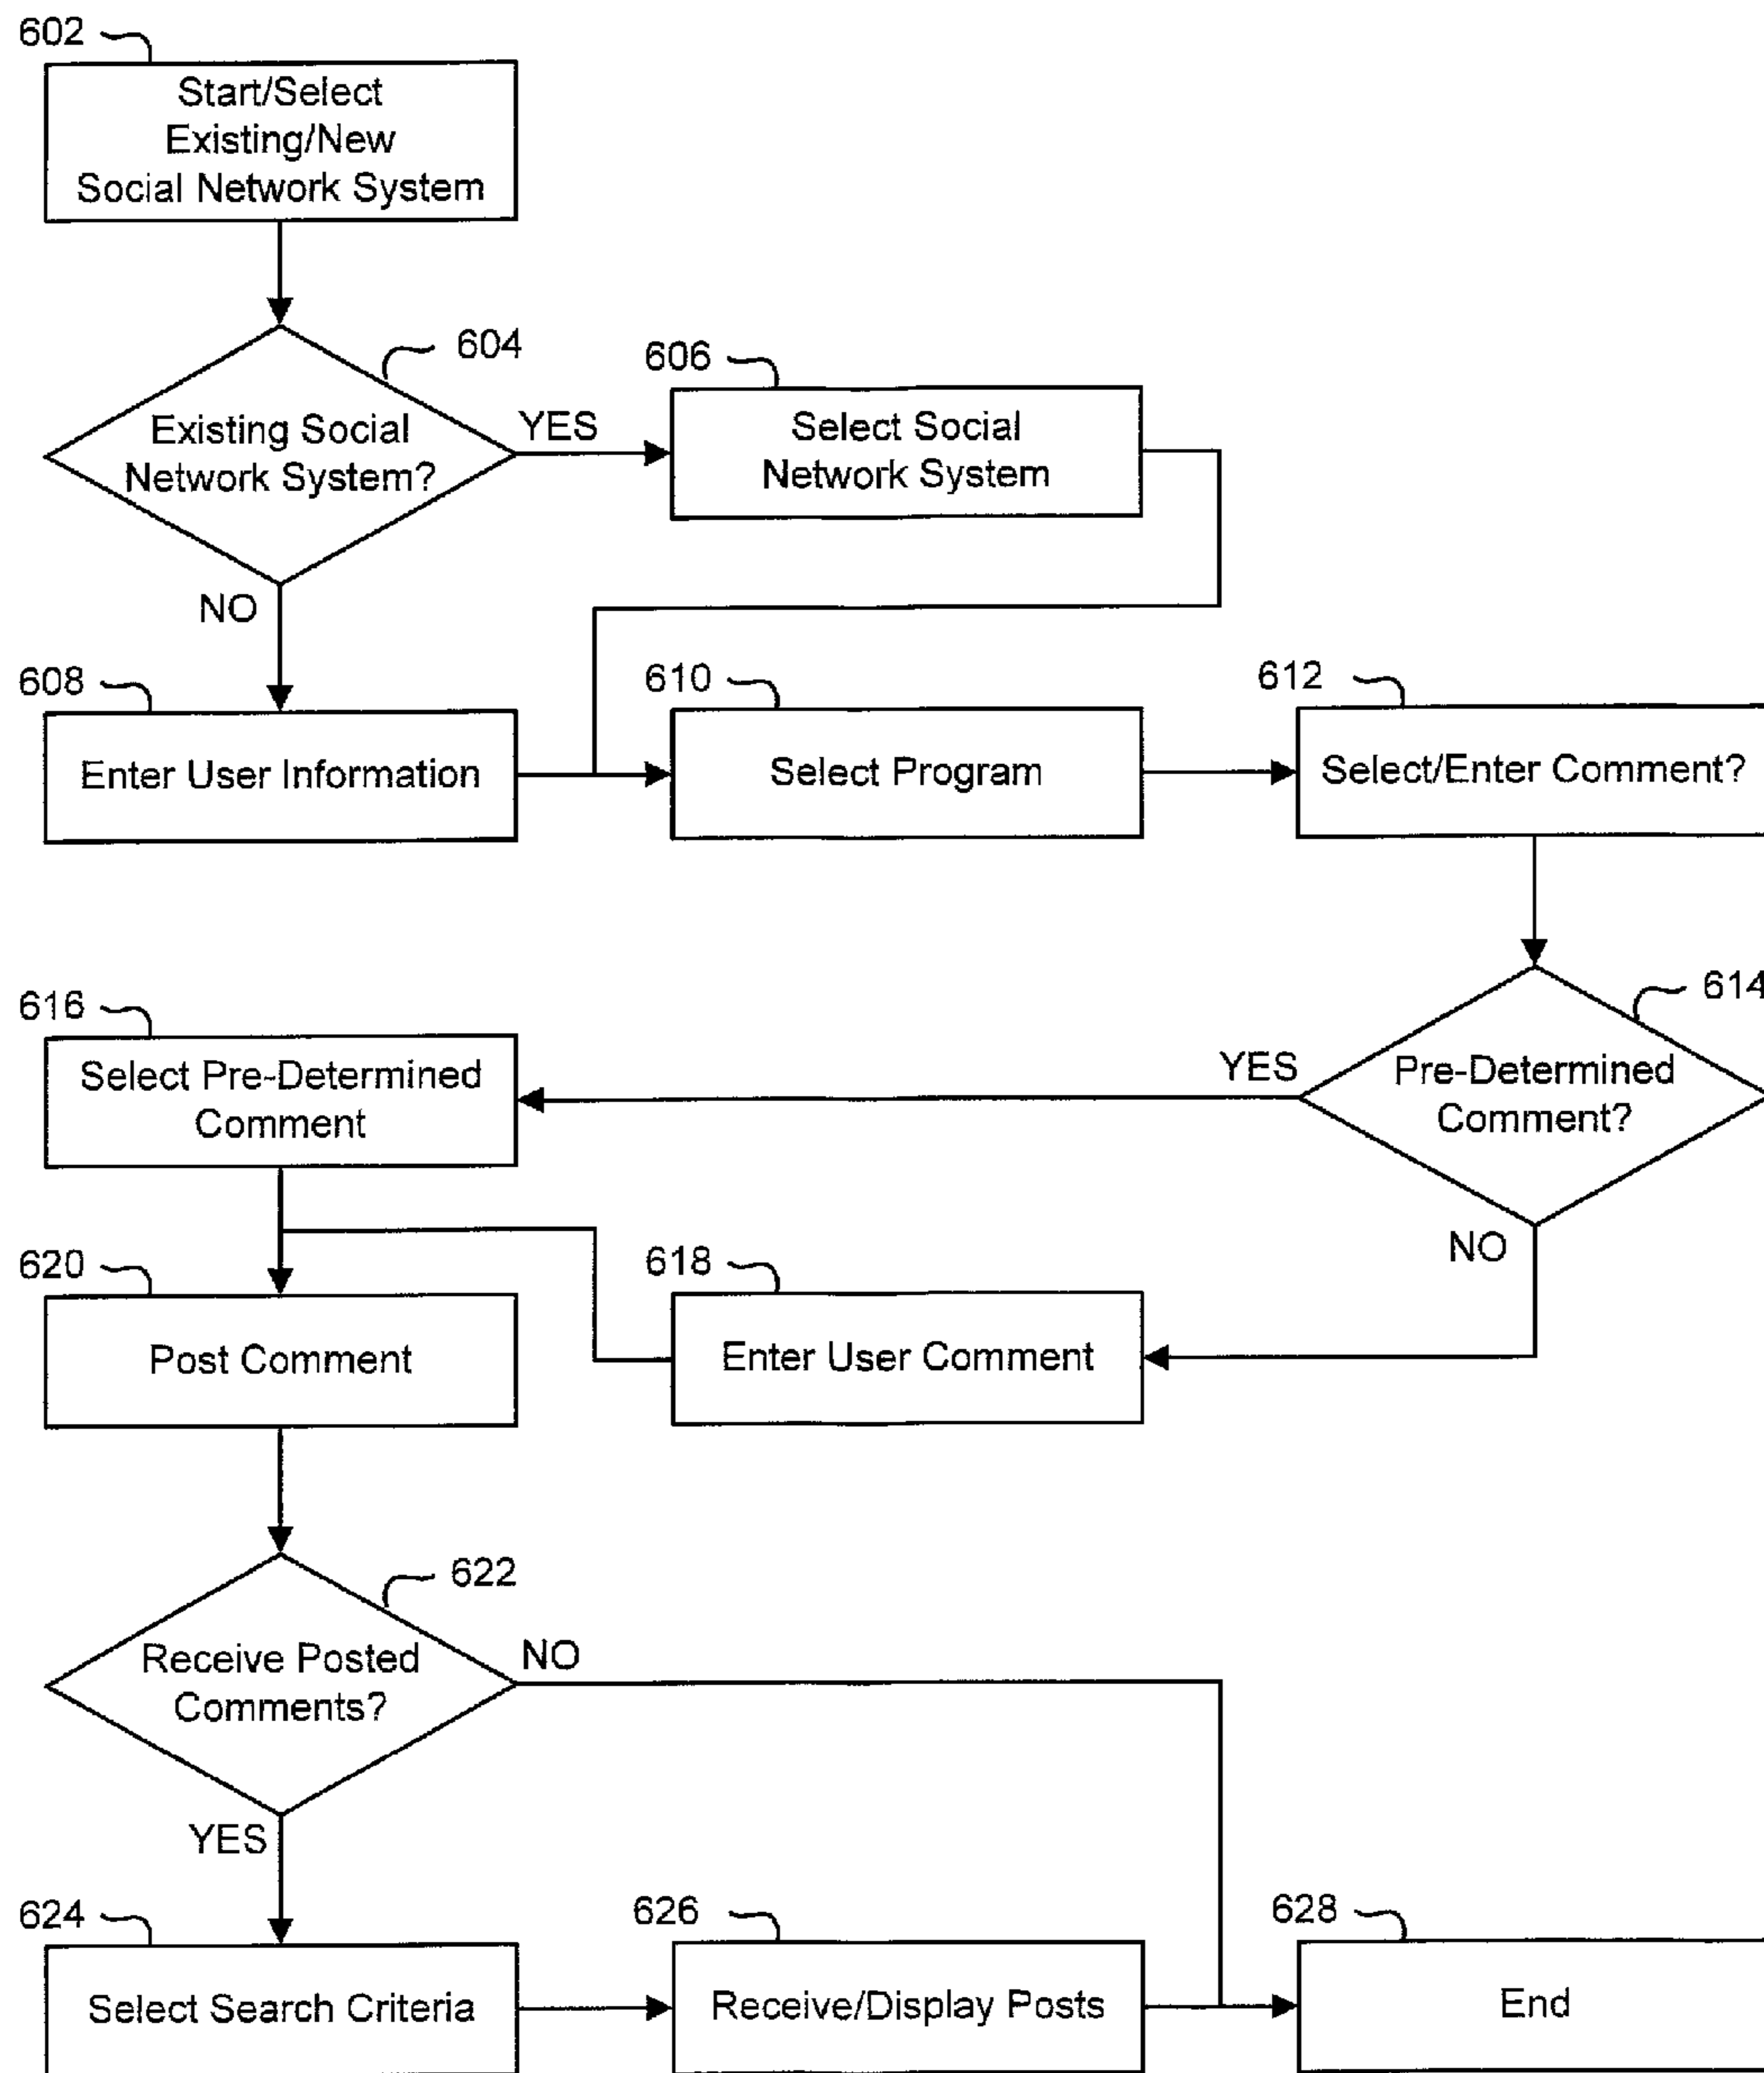 602
Start/Select
Existing/New
Social Network System
604
Existing Social
Network System?
YES
NO
606
Select Social
Network System
608
Enter User Information
610
Select Program
612
Select/Enter Comment?
614
Pre-Determined
Comment?
YES
NO
616
Select Pre-Determined
Comment
618
Enter User Comment
620
Post Comment
622
Receive Posted
Comments?
NO
YES
624
Select Search Criteria
626
Receive/Display Posts
628
End